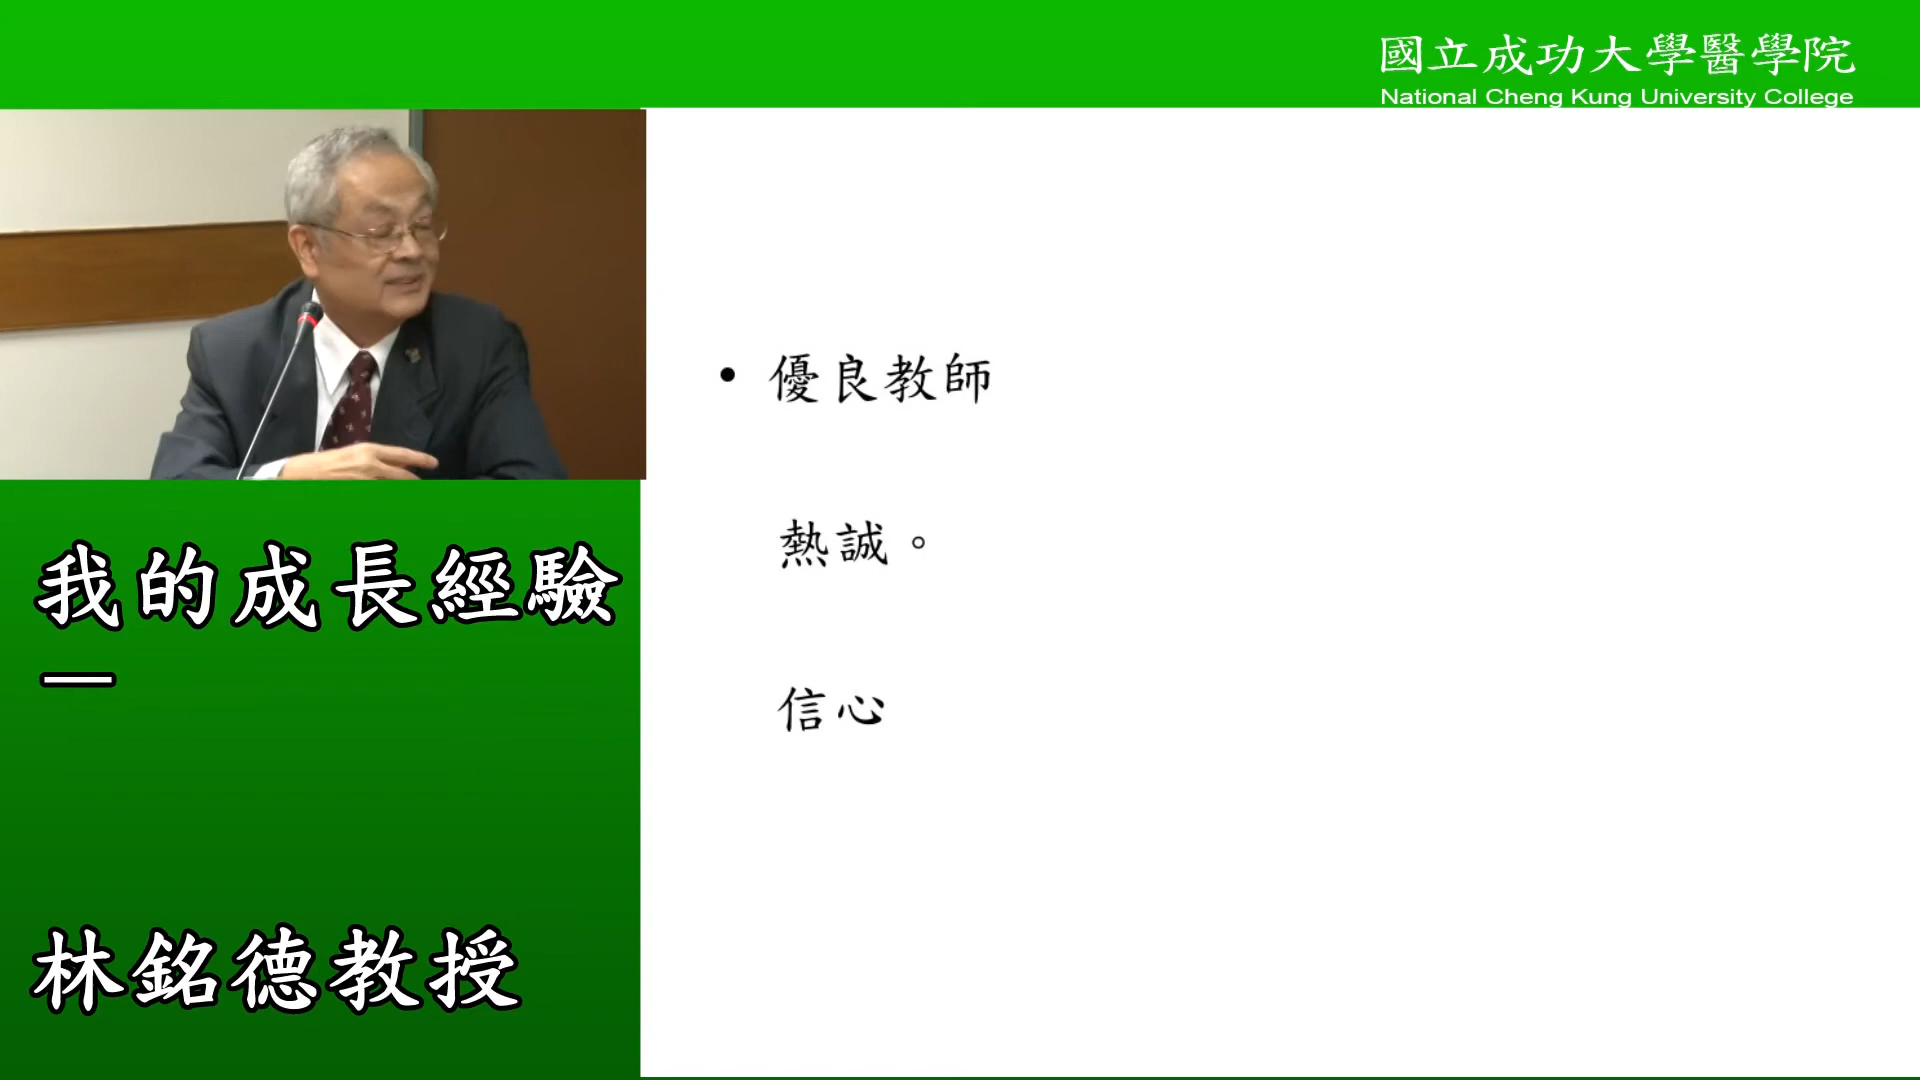 國立成功大學醫學院
National Cheng Kung University College
• 優良教師
熱誠。
信心
我的成長經驗
一
林銘德教授